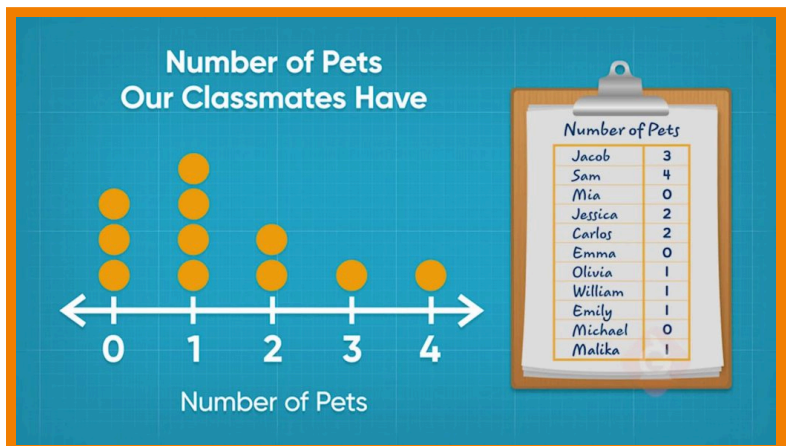 Number of Pets
Our Classmates Have
0 1 2 3 4
Number of Pets
Number of Pets
Jacob 3
Sam 4
Mia 0
Jessica 2
Carlos 2
Emma 0
Olivia 1
William 1
Emily 1
Michael 0
Malika 1